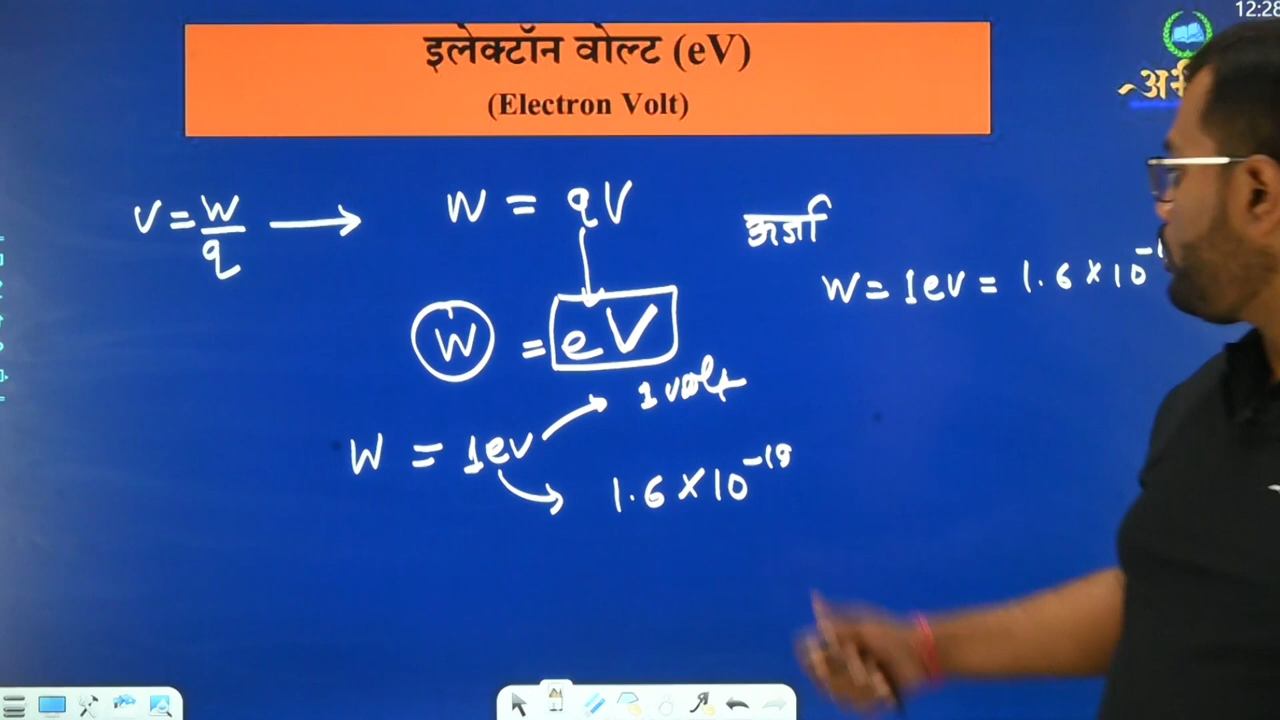 12:28
इलेक्टॉन वोल्ट (eV)
(Electron Volt)
V = W/q → W = qV
ऊर्जा
W = 1ev = 1.6 × 10
W = eV
1 volt
W = 1ev
1.6 × 10⁻¹⁹